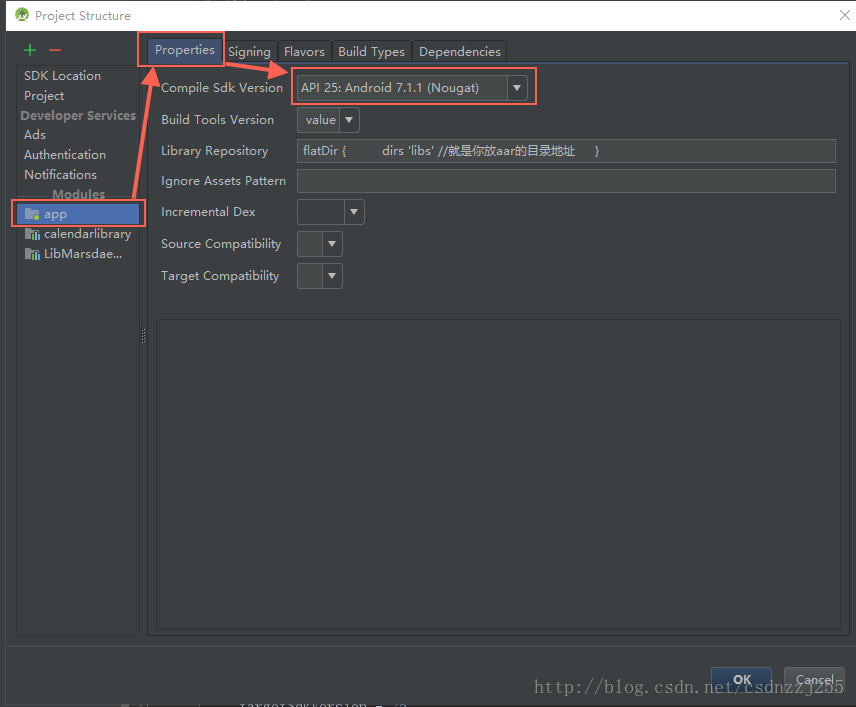 Project Structure
SDK Location
Project
Developer Services
Ads
Authentication
Notifications
Modules
app
calendarlibrary
LibMarsdae...
Properties Signing Flavors Build Types Dependencies
Compile Sdk Version API 25: Android 7.1.1 (Nougat)
Build Tools Version value
Library Repository flatDir { dirs 'libs' //就是你放aar的目录地址 }
Ignore Assets Pattern
Incremental Dex
Source Compatibility
Target Compatibility
OK Cancel
http://blog.csdn.net/csdnzzj255